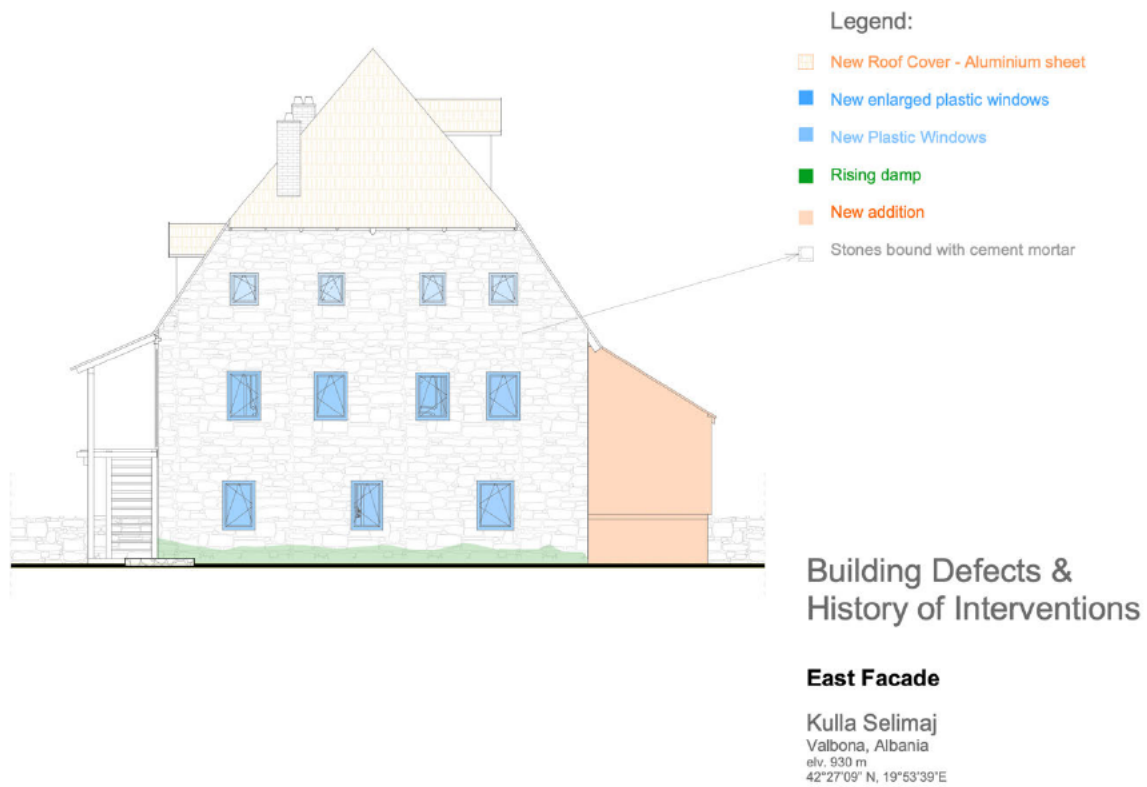 Legend:
New Roof Cover - Aluminium sheet
New enlarged plastic windows
New Plastic Windows
Rising damp
New addition
Stones bound with cement mortar
Building Defects &
History of Interventions
East Facade
Kulla Selimaj
Valbona, Albania
elv. 930 m
42°27'09" N, 19°53'39"E